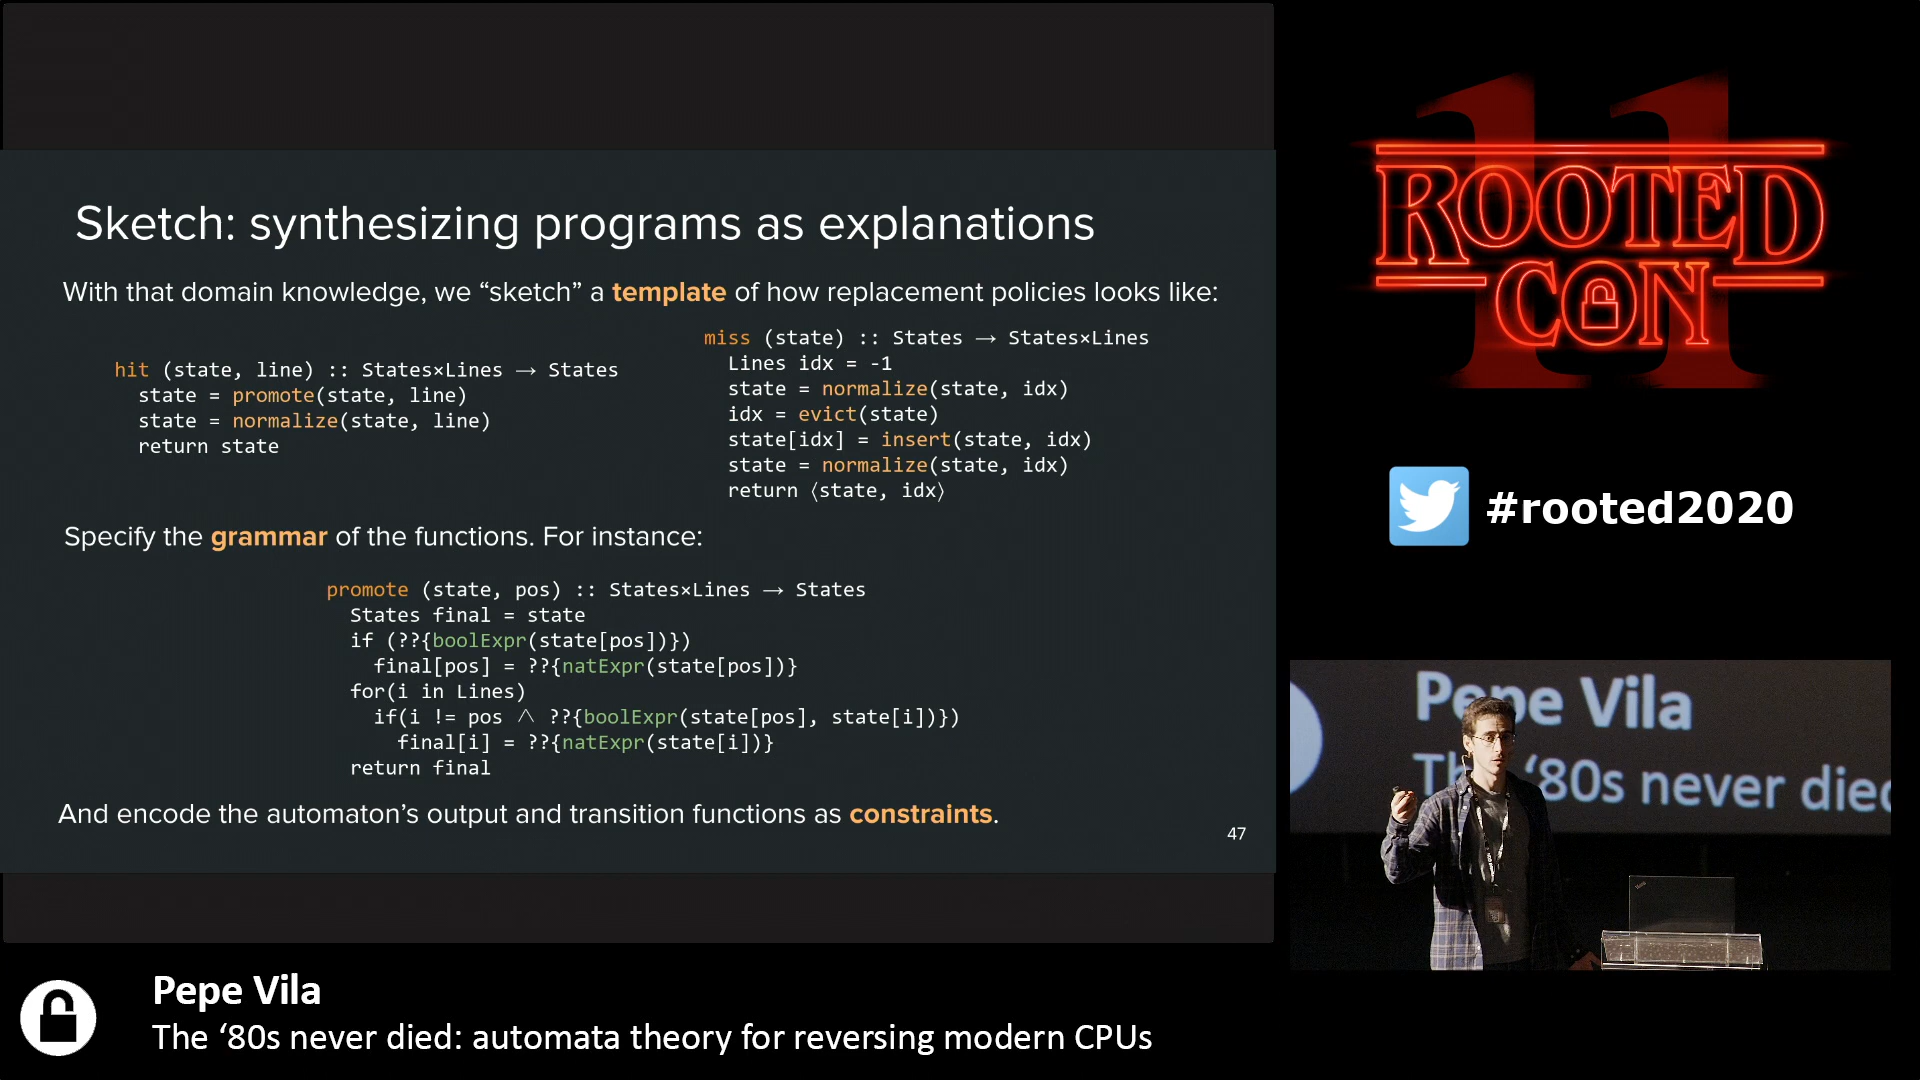 Sketch: synthesizing programs as explanations
With that domain knowledge, we “sketch” a template of how replacement policies looks like:
hit (state, line) :: States×Lines → States
state = promote(state, line)
state = normalize(state, line)
return state
miss (state) :: States → States×Lines
Lines idx = -1
state = normalize(state, idx)
idx = evict(state)
state[idx] = insert(state, idx)
state = normalize(state, idx)
return ⟨state, idx⟩
Specify the grammar of the functions. For instance:
promote (state, pos) :: States×Lines → States
States final = state
if (??{boolExpr(state[pos])})
final[pos] = ??{natExpr(state[pos])}
for(i in Lines)
if(i != pos ∧ ??{boolExpr(state[pos], state[i])})
final[i] = ??{natExpr(state[i])}
return final
And encode the automaton’s output and transition functions as constraints.
47
11
ROOTED
CON
#rooted2020
Pepe Vila
The ‘80s never died
Pepe Vila
The ‘80s never died: automata theory for reversing modern CPUs